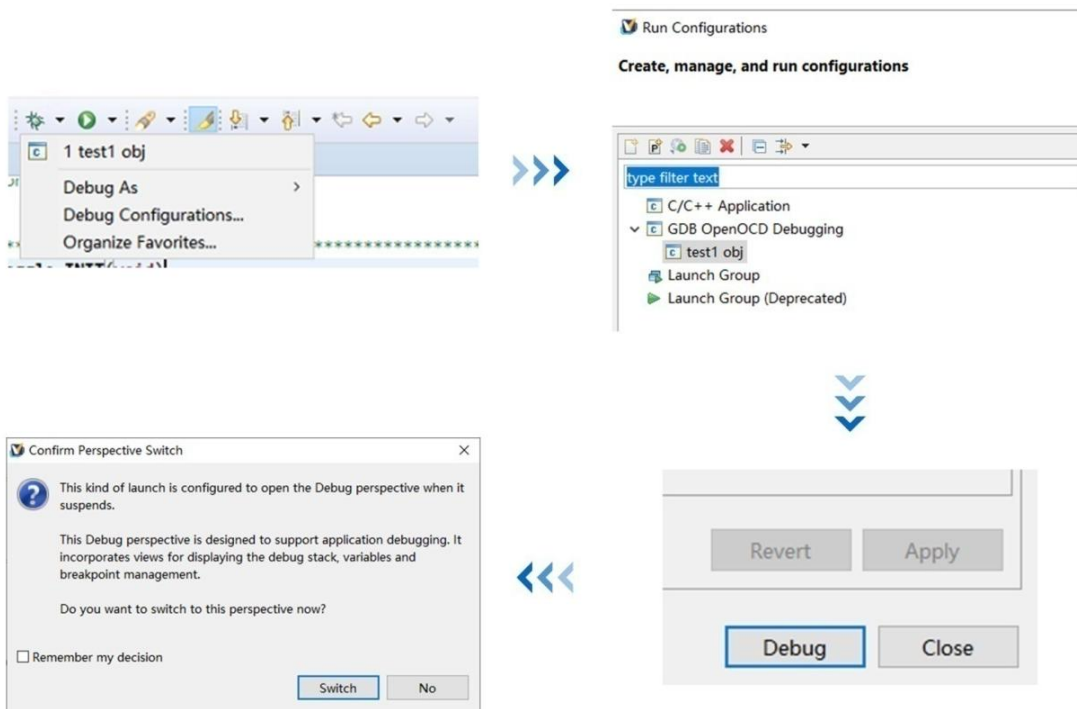 1 test1 obj
Debug As
Debug Configurations...
Organize Favorites...
Run Configurations
Create, manage, and run configurations
type filter text
C/C++ Application
GDB OpenOCD Debugging
test1 obj
Launch Group
Launch Group (Deprecated)
Revert Apply
Debug Close
Confirm Perspective Switch
This kind of launch is configured to open the Debug perspective when it
suspends.
This Debug perspective is designed to support application debugging. It
incorporates views for displaying the debug stack, variables and
breakpoint management.
Do you want to switch to this perspective now?
Remember my decision
Switch No